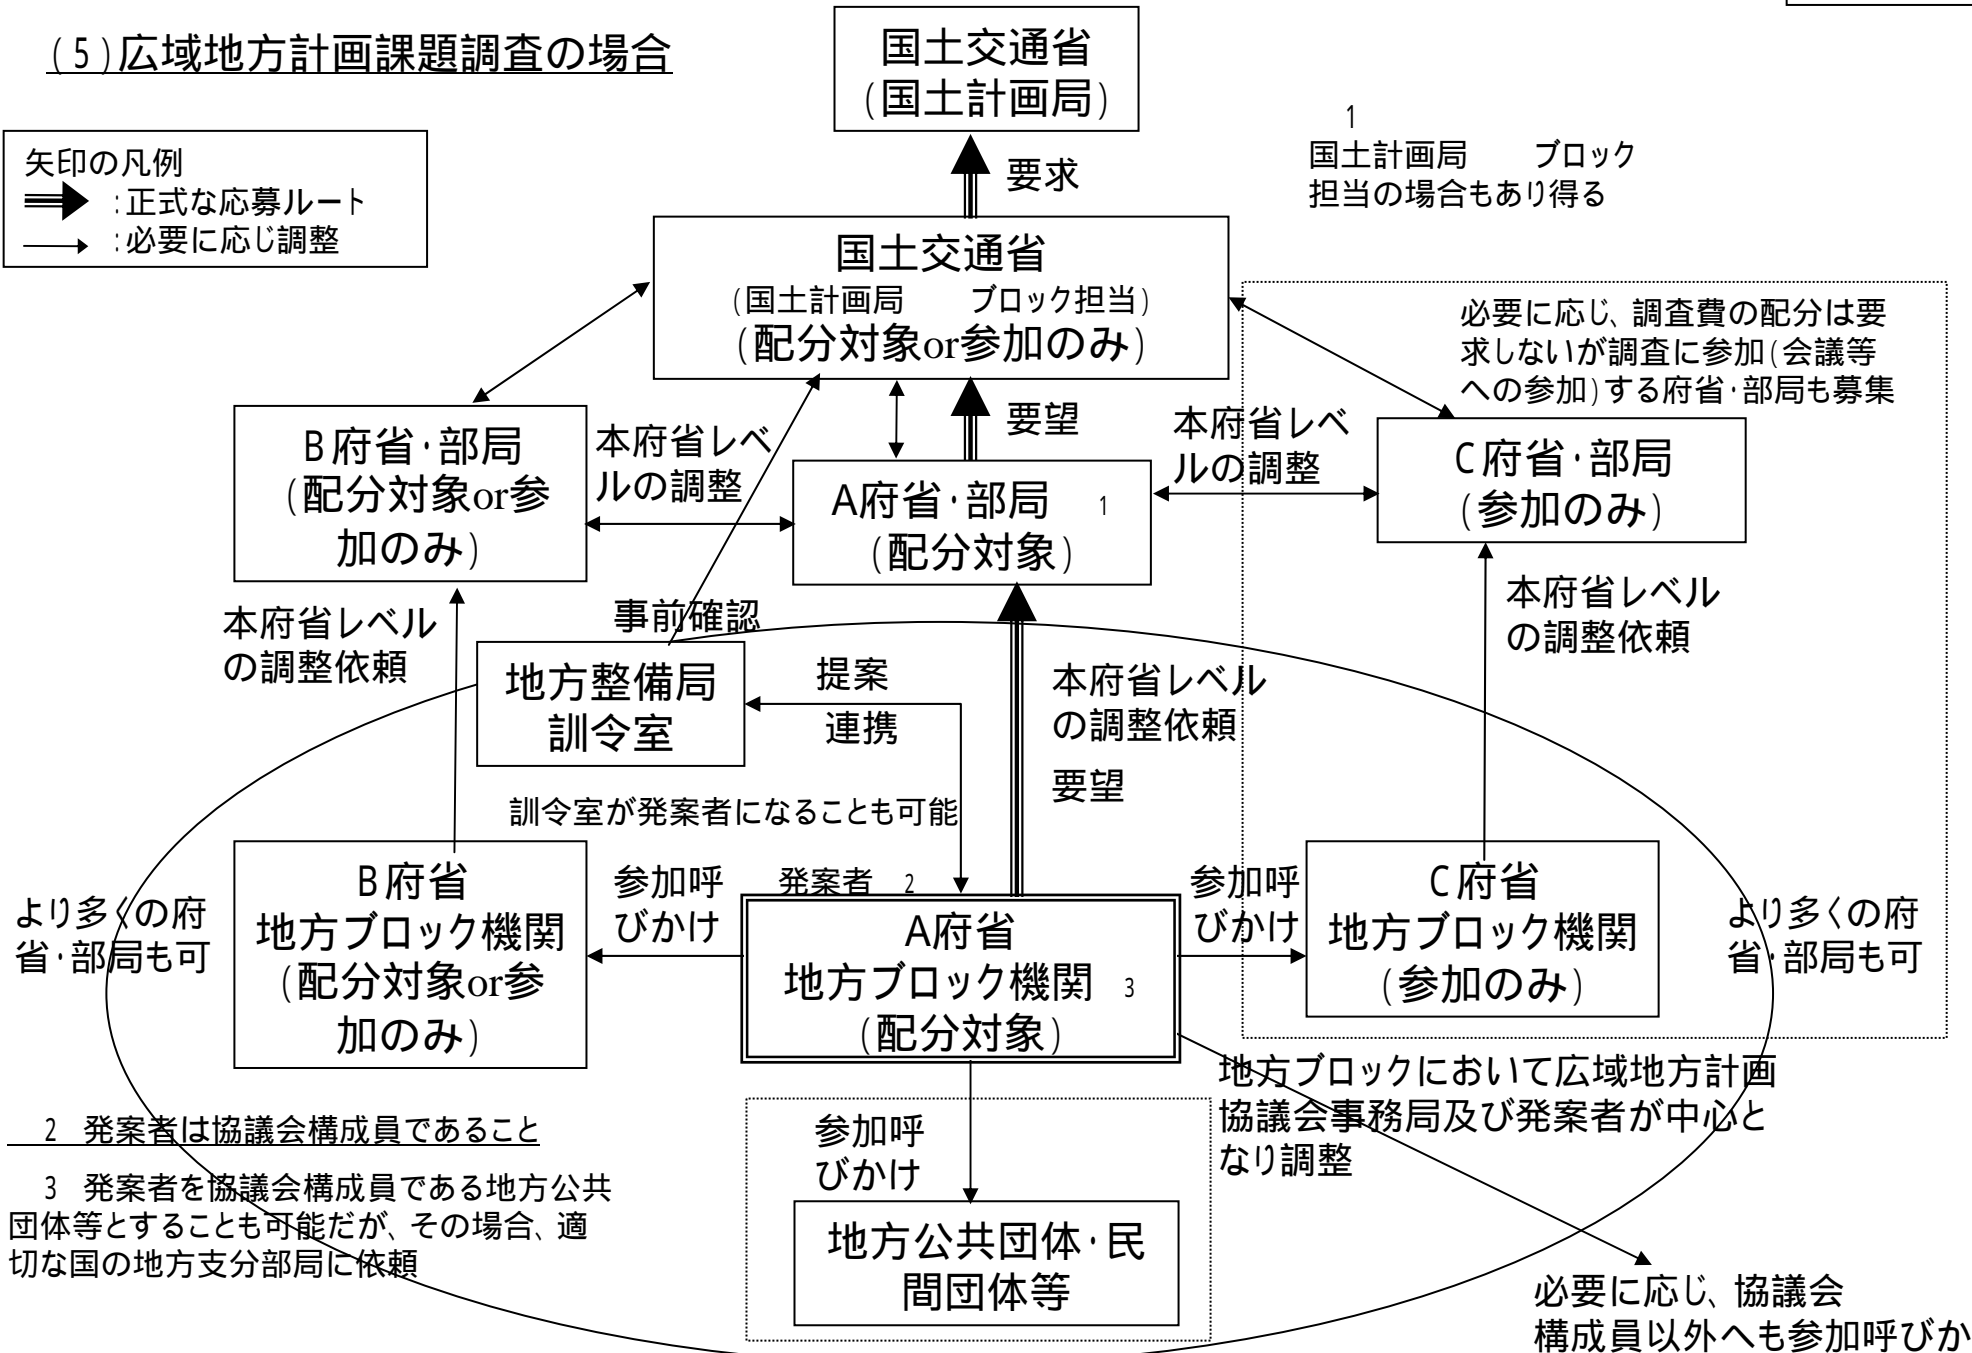 (5)広域地方計画課題調査の場合
国土交通省
(国土計画局)
矢印の凡例
:正式な応募ルート
:必要に応じ調整
要求
1
国土計画局 ブロック
担当の場合もあり得る
国土交通省
(国土計画局 ブロック担当)
(配分対象or参加のみ)
必要に応じ、調査費の配分は要
求しないが調査に参加(会議等
への参加)する府省・部局も募集
要望
B府省・部局
(配分対象or参
加のみ)
本府省レベ
ルの調整
A府省・部局 1
(配分対象)
本府省レベ
ルの調整
C府省・部局
(参加のみ)
本府省レベル
の調整依頼
事前確認
本府省レベル
の調整依頼
地方整備局
訓令室
提案
連携
本府省レベル
の調整依頼
要望
訓令室が発案者になることも可能
より多くの府
省・部局も可
B府省
地方ブロック機関
(配分対象or参
加のみ)
参加呼
びかけ
発案者 2
A府省
地方ブロック機関 3
(配分対象)
参加呼
びかけ
C府省
地方ブロック機関
(参加のみ)
より多くの府
省・部局も可
地方ブロックにおいて広域地方計画
協議会事務局及び発案者が中心と
なり調整
2 発案者は協議会構成員であること
3 発案者を協議会構成員である地方公共
団体等とすることも可能だが、その場合、適
切な国の地方支分部局に依頼
参加呼
びかけ
地方公共団体・民
間団体等
必要に応じ、協議会
構成員以外へも参加呼びか